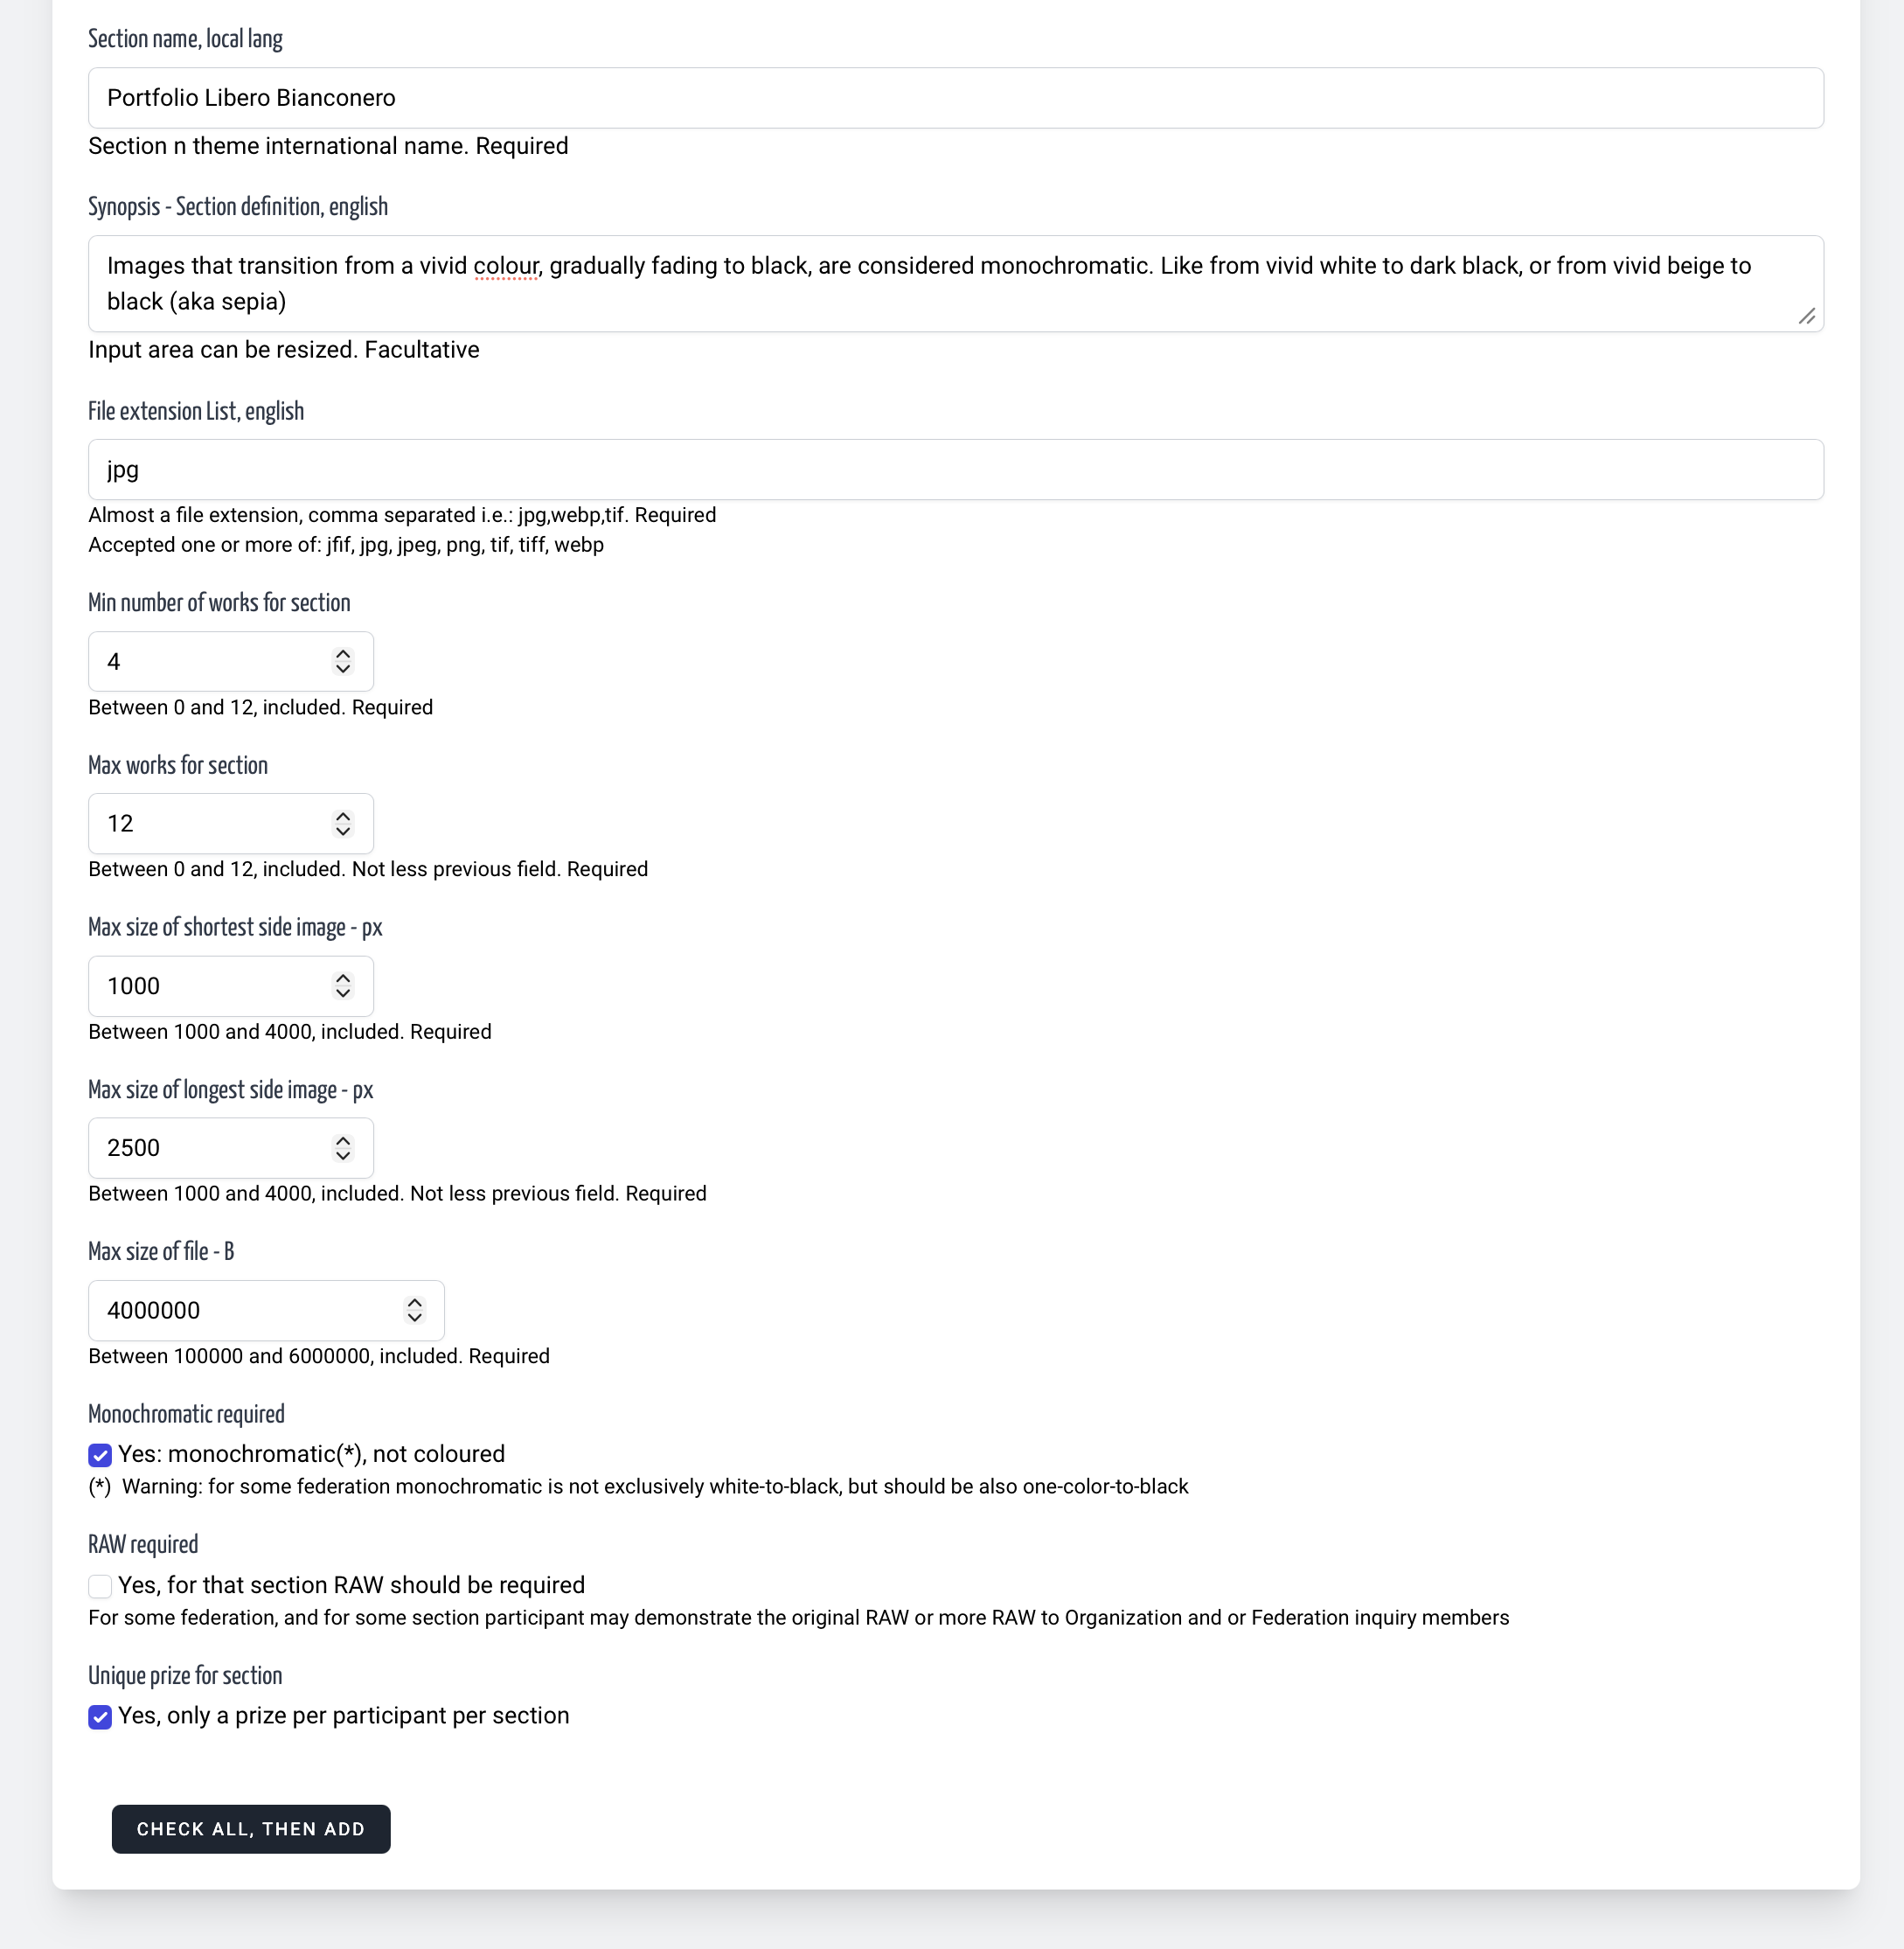 Section name, local lang
Portfolio Libero Bianconero
Section n theme international name. Required
Synopsis - Section definition, english
Images that transition from a vivid colour, gradually fading to black, are considered monochromatic. Like from vivid white to dark black, or from vivid beige to
black (aka sepia)
Input area can be resized. Facultative
File extension List, english
jpg
Almost a file extension, comma separated i.e.: jpg,webp,tif. Required
Accepted one or more of: jfif, jpg, jpeg, png, tif, tiff, webp
Min number of works for section
4
Between 0 and 12, included. Required
Max works for section
12
Between 0 and 12, included. Not less previous field. Required
Max size of shortest side image - px
1000
Between 1000 and 4000, included. Required
Max size of longest side image - px
2500
Between 1000 and 4000, included. Not less previous field. Required
Max size of file - B
4000000
Between 100000 and 6000000, included. Required
Monochromatic required
Yes: monochromatic(*), not coloured
(*) Warning: for some federation monochromatic is not exclusively white-to-black, but should be also one-color-to-black
RAW required
Yes, for that section RAW should be required
For some federation, and for some section participant may demonstrate the original RAW or more RAW to Organization and or Federation inquiry members
Unique prize for section
Yes, only a prize per participant per section
CHECK ALL, THEN ADD